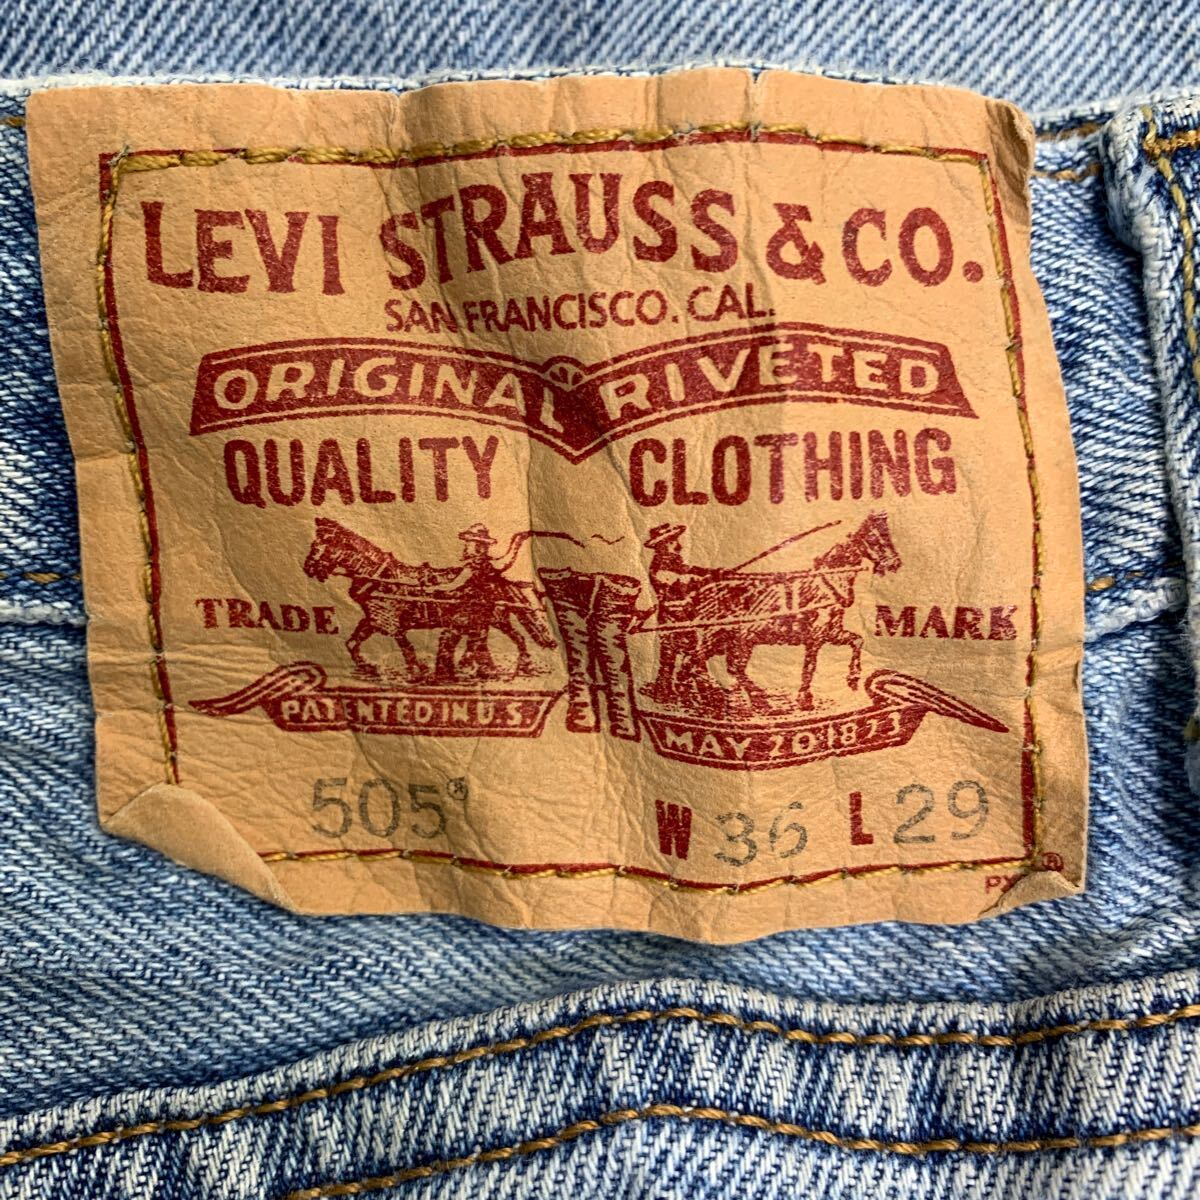 LEVI STRAUSS & CO.
SAN FRANCISCO. CAL.
ORIGINAL RIVETED
QUALITY CLOTHING
TRADE MARK
PATENTED IN U.S. MAY 20 1873
505® W 36 L 29
®